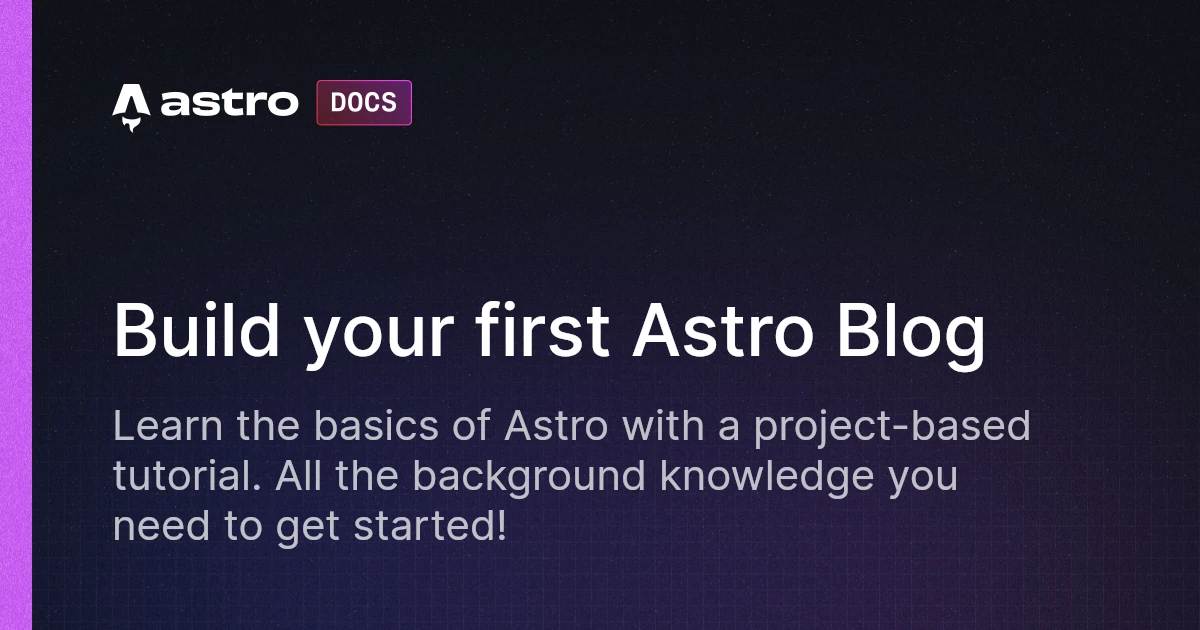 astro DOCS
Build your first Astro Blog
Learn the basics of Astro with a project-based
tutorial. All the background knowledge you
need to get started!